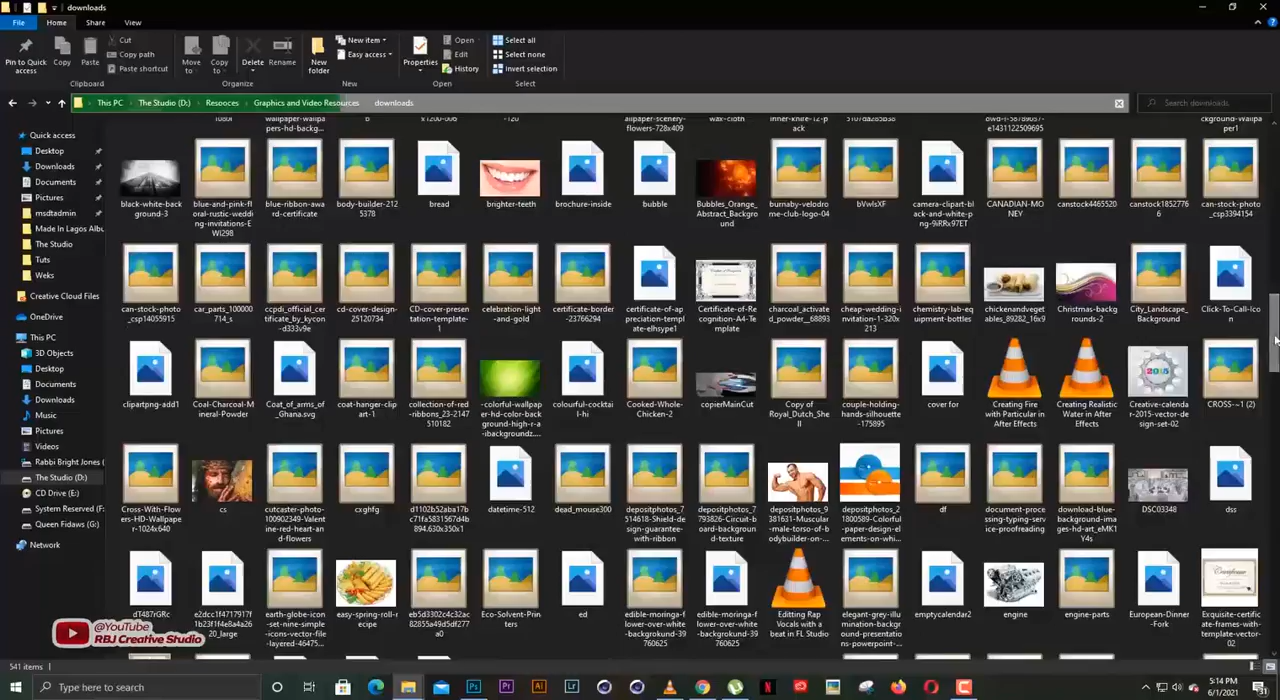 downloads
File
Home
Share
View
Pin to Quick access
Copy
Paste
Cut
Copy path
Paste shortcut
Move to
Copy to
Delete
Rename
New folder
New item
Easy access
Properties
Open
Edit
History
Select all
Select none
Invert selection
Clipboard
Organize
New
Open
Select
This PC > The Studio (D:) > Resooces > Graphics and Video Resources downloads
Search downloads
Quick access
Desktop
Downloads
Documents
Pictures
msdtadmin
Made In Lagos Albu
The Studio
Tuts
Weks
Creative Cloud Files
OneDrive
This PC
3D Objects
Desktop
Documents
Downloads
Music
Pictures
Videos
Rabbi Bright Jones (
The Studio (D:)
CD Drive (E:)
System Reserved (F:
Queen Fidaws (G:)
Network
black-white-background-3
blue-and-pink-floral-rustic-wedding-invitations-EWI298
blue-ribbon-award-certificate
body-builder-2125378
bread
brighter-teeth
brochure-inside
bubble
Bubbles_Orange_Abstract_Background
burnaby-velodrome-club-logo-04
bVwlsXF
camera-clipart-black-and-white-png-9iRRx97ET
CANADIAN-MONEY
canstock4465520
canstock18527766
can-stock-photo_csp3394154
can-stock-photo_csp14055915
car_parts_100000714_s
ccpdi_official_certificate_by_kycon-d333v9e
cd-cover-design-25120734
CD-cover-presentation-template-1
celebration-light-and-gold
certificate-border-23766294
certificate-of-appreciation-template-elhsype1
Certificate-of-Recognition-A4-Template
charcoal_activated_powder__68893
cheap-wedding-invitation-1-320x213
chemistry-lab-equipment-bottles
chickenandvegetables_89282_16x9
Christmas-backgrounds-2
City_Landscape_Background
Click-To-Call-Icon
clipartpng-add1
Coal-Charcoal-Mineral-Powder
Coat_of_arms_of_Ghana.svg
coat-hanger-clipart-1
collection-of-red-ribbons_23-2147510182
colourful-cocktail-hi
Cooked-Whole-Chicken-2
copierMainCut
Copy of Royal_Dutch_Shell
couple-holding-hands-silhouette-175895
cover for
Creating Fire with Particular in After Effects
Creating Realistic Water in After Effects
Creative-calendar-2015-vector-design-set-02
CROSS-~1 (2)
Cross-With-Flowers-HD-Wallpaper-1024x640
cs
cutcaster-photo-100902349-Valentine-red-heart-and-flowers
cxghfg
d1102b52aba17bc71fa5831567d4b894.630x350x1
datetime-512
dead_mouse300
depositphotos_7514618-Shield-design-guarantee-with-ribbon
depositphotos_7793826-Circuit-board-background-texture
depositphotos_9381631-Muscular-male-torso-of-bodybuilder-on-...
depositphotos_21800589-Colorful-paper-design-elements-on-whi...
df
document-processing-typing-service-proofreading
download-blue-background-images-hd-art_eMK1Y4s
DSC03348
dss
dT487rGRc
e2dcc1f4717917f1b23f1f4e8a4a26_large
earth-globe-icon-set-nine-simple-icons-vector-file-layered-46475...
easy-spring-roll-recipe
eb5d3302c4c32ac82855a49d5df277a0
Eco-Solvent-Printers
ed
edible-moringa-flower-over-white-background-39760625
edible-moringa-flower-over-white-background-39760625
Editting Rap Vocals with a beat in FL Studio
elegant-grey-illumination-background-presentations-powerpoint-...
emptycalendar2
engine
engine-parts
European-Dinner-Fork
Exquisite-certificate-frames-with-template-vector-02
@YouTube
RBJ Creative Studio
541 items
Type here to search
5:14 PM
6/1/2021